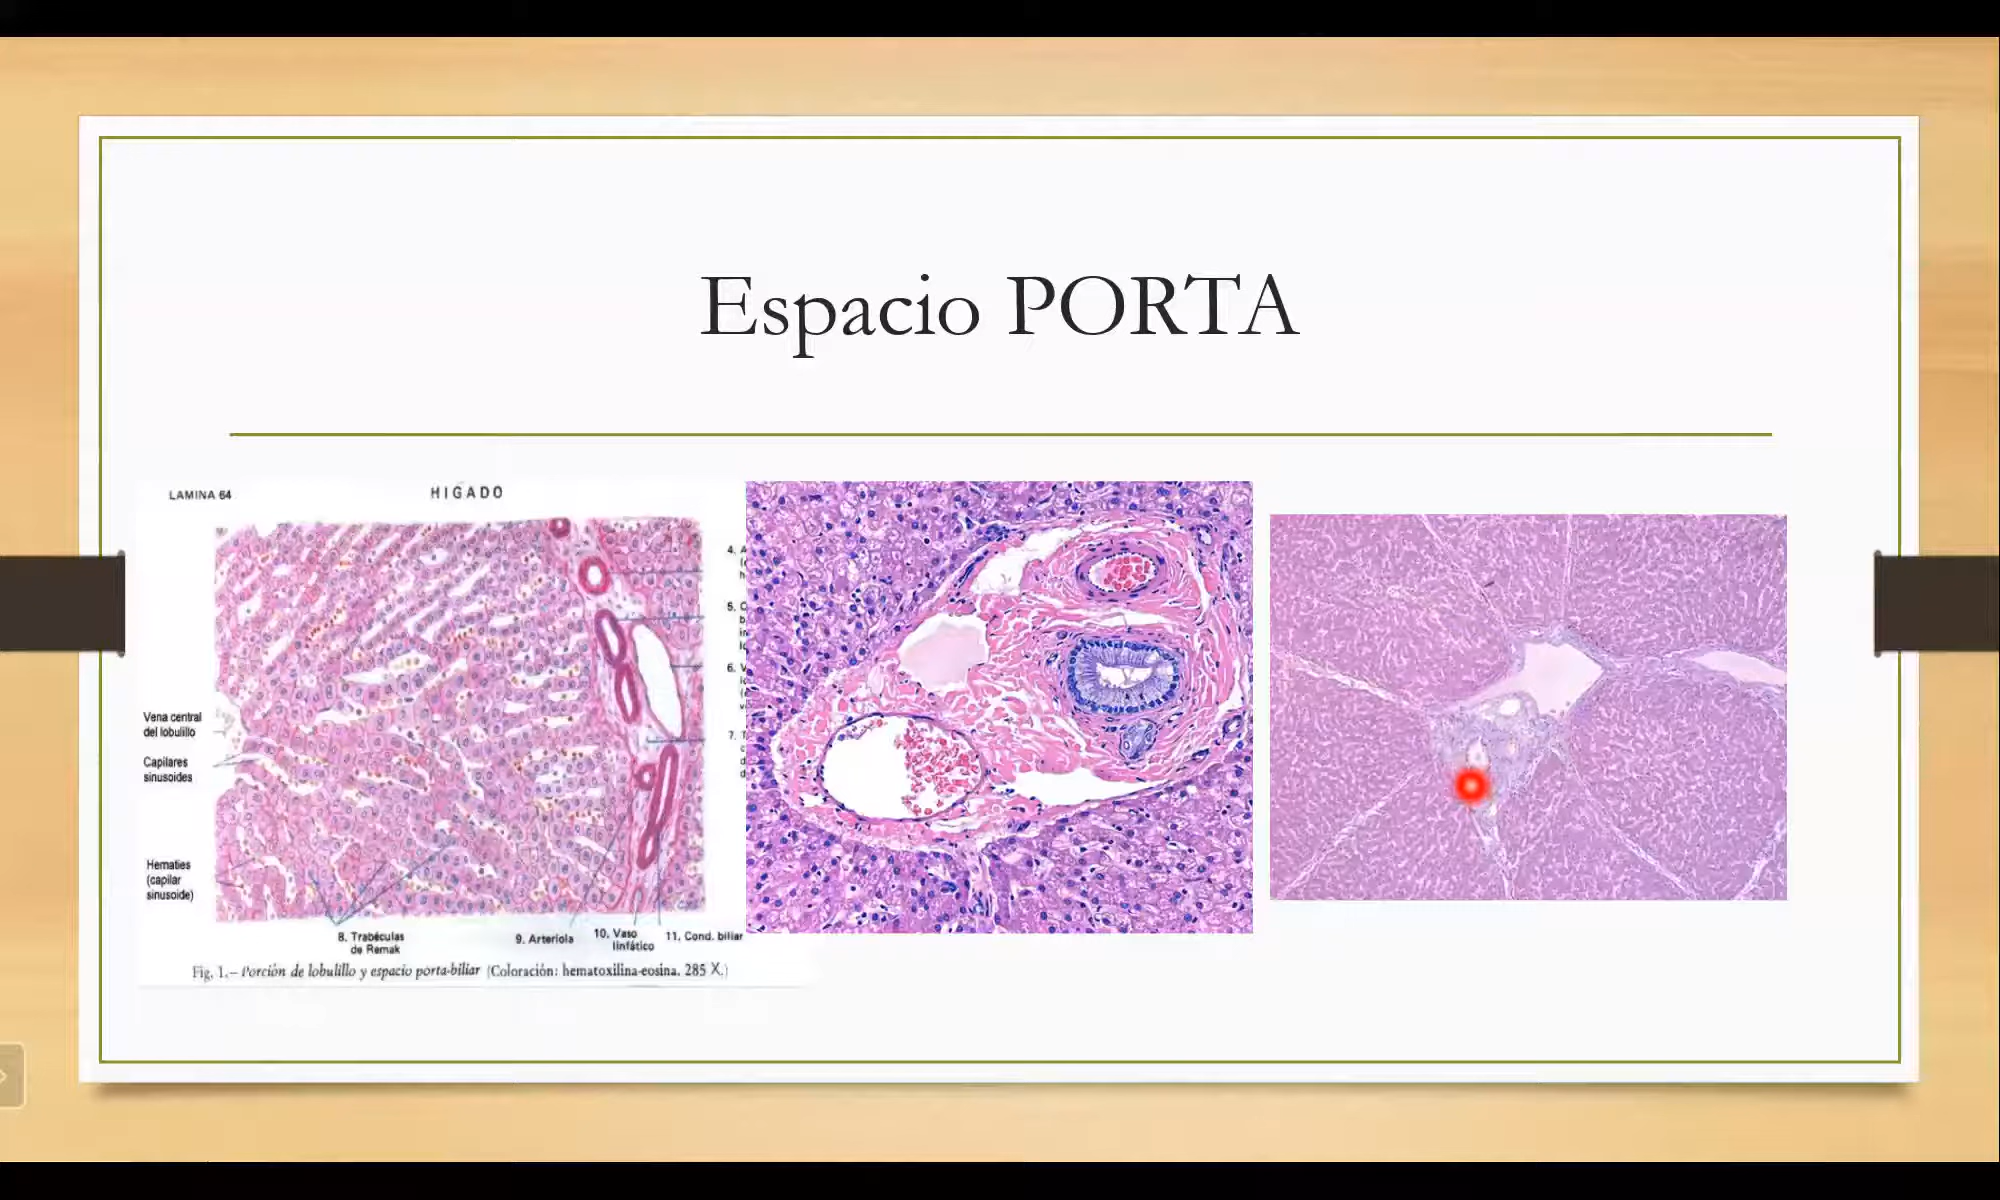 Espacio PORTA
LAMINA 64
HIGADO
4.
5.
6.
7.
Vena central
del lobulillo
Capilares
sinusoides
Hematies
(capilar
sinusoide)
8. Trabéculas
de Remak
9. Arteriola
10. Vaso
linfático
11. Cond. biliar
Fig. 1.– Porción de lobulillo y espacio porta-biliar (Coloración: hematoxilina-eosina. 285 X.)